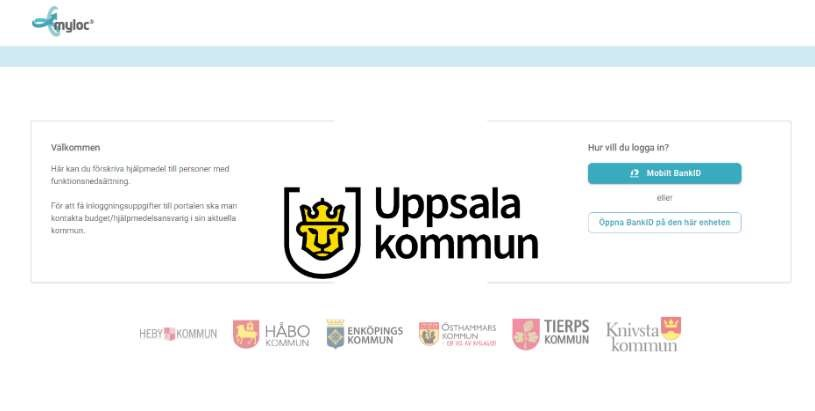 myloc®
Välkommen
Här kan du förskriva hjälpmedel till personer med
funktionsnedsättning.
För att få inloggningsuppgifter till portalen ska man
kontakta budget/hjälpmedelsansvarig i sin aktuella
kommun.
Uppsala
kommun
Hur vill du logga in?
Mobilt BankID
eller
Öppna BankID på den här enheten
HEBY KOMMUN
HÅBO
KOMMUN
ENKÖPINGS
KOMMUN
ÖSTHAMMARS
KOMMUN
TIERPS
KOMMUN
Knivsta
kommun